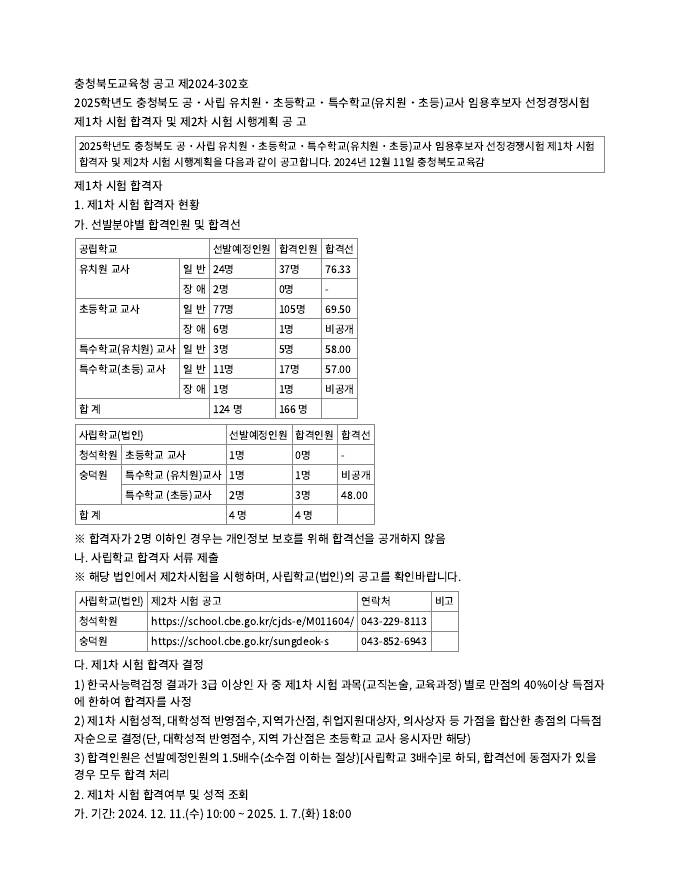 충청북도교육청 공고 제2024-302호
2025학년도 충청북도 공・사립 유치원・초등학교・특수학교(유치원・초등)교사 임용후보자 선정경쟁시험
제1차 시험 합격자 및 제2차 시험 시행계획 공 고
2025학년도 충청북도 공・사립 유치원・초등학교・특수학교(유치원・초등)교사 임용후보자 선정경쟁시험 제1차 시험
합격자 및 제2차 시험 시행계획을 다음과 같이 공고합니다. 2024년 12월 11일 충청북도교육감
제1차 시험 합격자
1. 제1차 시험 합격자 현황
가. 선발분야별 합격인원 및 합격선
공립학교 선발예정인원 합격인원 합격선
유치원 교사 일 반 24명 37명 76.33
장 애 2명 0명 -
초등학교 교사 일 반 77명 105명 69.50
장 애 6명 1명 비공개
특수학교(유치원) 교사 일 반 3명 5명 58.00
특수학교(초등) 교사 일 반 11명 17명 57.00
장 애 1명 1명 비공개
합 계 124 명 166 명
사립학교(법인) 선발예정인원 합격인원 합격선
청석학원 초등학교 교사 1명 0명 -
숭덕원 특수학교 (유치원)교사 1명 1명 비공개
특수학교 (초등)교사 2명 3명 48.00
합 계 4 명 4 명
※ 합격자가 2명 이하인 경우는 개인정보 보호를 위해 합격선을 공개하지 않음
나. 사립학교 합격자 서류 제출
※ 해당 법인에서 제2차시험을 시행하며, 사립학교(법인)의 공고를 확인바랍니다.
사립학교(법인) 제2차 시험 공고 연락처 비고
청석학원 https://school.cbe.go.kr/cjds-e/M011604/ 043-229-8113
숭덕원 https://school.cbe.go.kr/sungdeok-s 043-852-6943
다. 제1차 시험 합격자 결정
1) 한국사능력검정 결과가 3급 이상인 자 중 제1차 시험 과목(교직논술, 교육과정) 별로 만점의 40%이상 득점자
에 한하여 합격자를 사정
2) 제1차 시험성적, 대학성적 반영점수, 지역가산점, 취업지원대상자, 의사상자 등 가점을 합산한 총점의 다득점
자순으로 결정(단, 대학성적 반영점수, 지역 가산점은 초등학교 교사 응시자만 해당)
3) 합격인원은 선발예정인원의 1.5배수(소수점 이하는 절상)[사립학교 3배수]로 하되, 합격선에 동점자가 있을
경우 모두 합격 처리
2. 제1차 시험 합격여부 및 성적 조회
가. 기간: 2024. 12. 11.(수) 10:00 ~ 2025. 1. 7.(화) 18:00